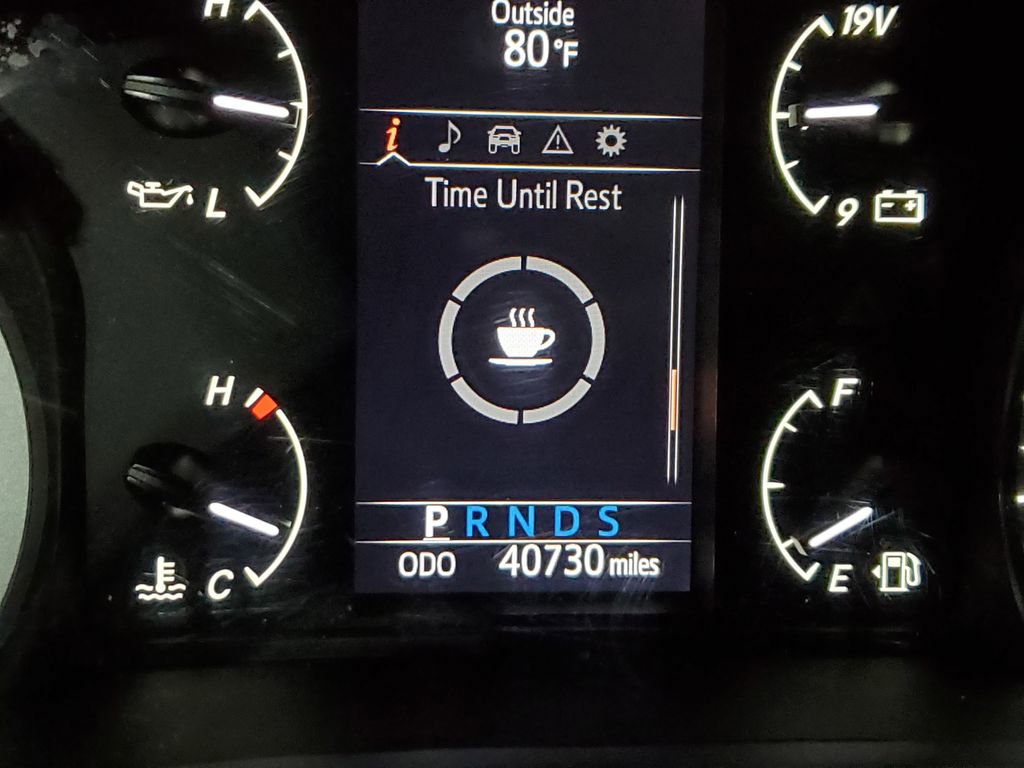 H
Outside
80°F
19V
i
Time Until Rest
L
9
H
F
P R N D S
ODO 40730 miles
C
E